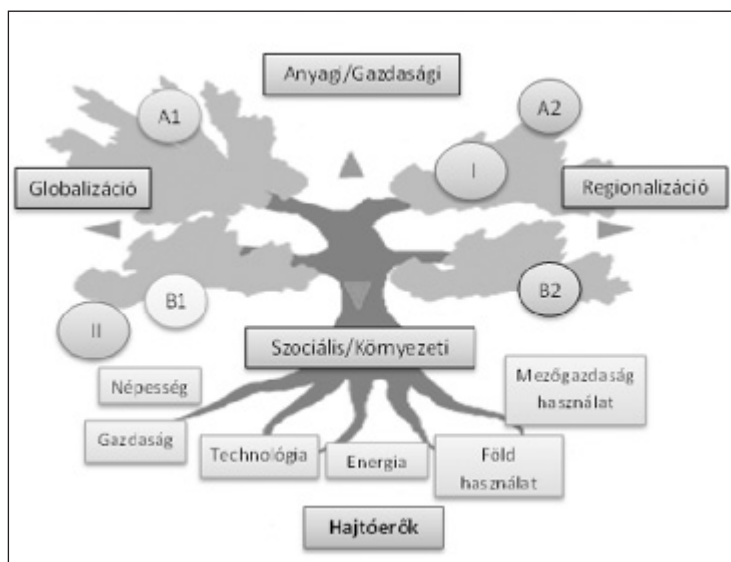 Anyagi/Gazdasági
A1
A2
I
Globalizáció
Regionalizáció
B1
B2
II
Szociális/Környezeti
Népesség
Mezőgazdaság
használat
Gazdaság
Technológia
Energia
Föld
használat
Hajtóerők